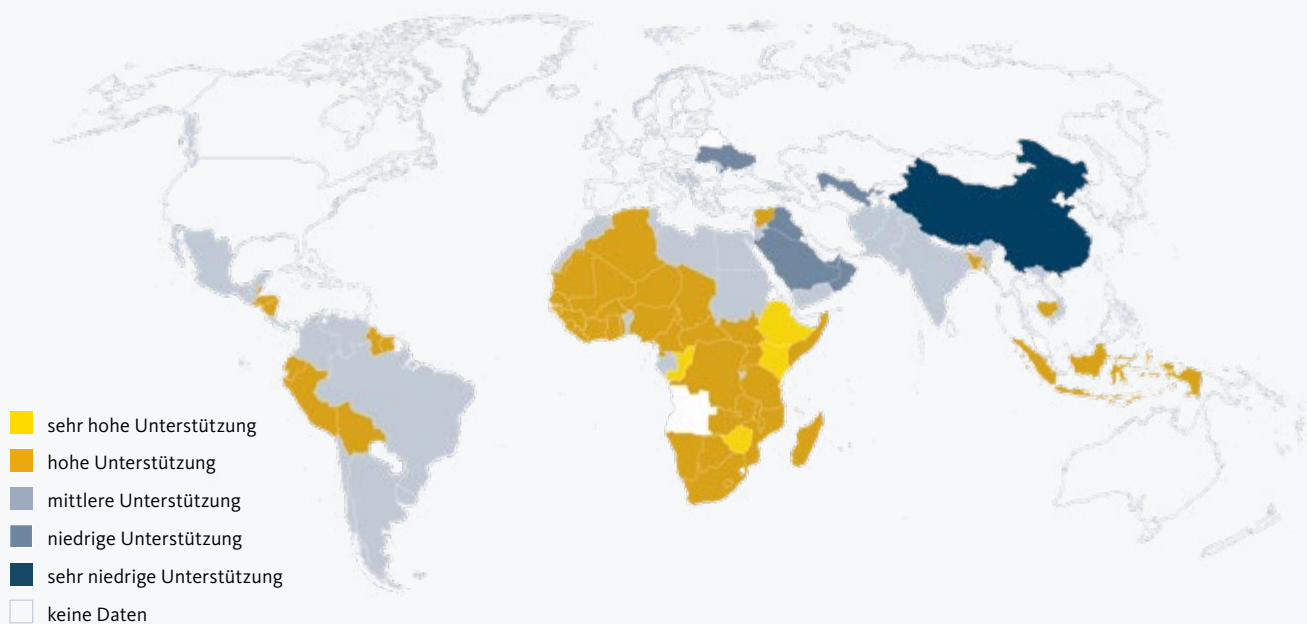 sehr hohe Unterstützung
hohe Unterstützung
mittlere Unterstützung
niedrige Unterstützung
sehr niedrige Unterstützung
keine Daten